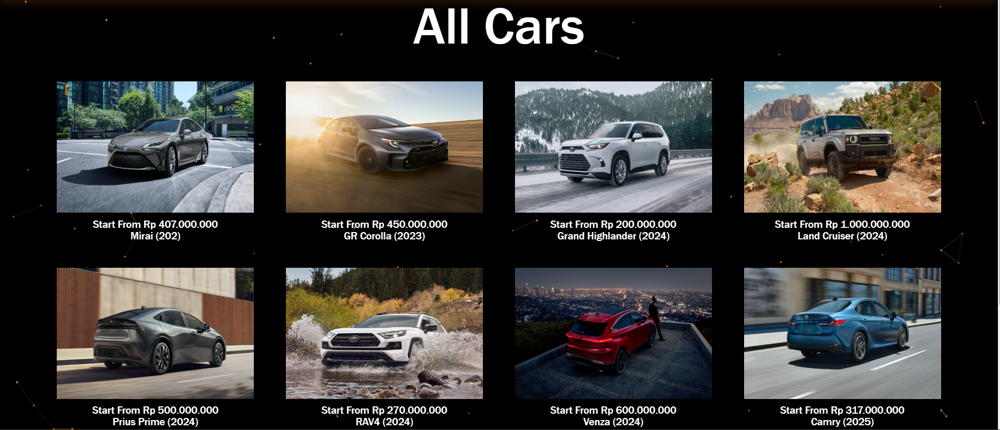 All Cars
Start From Rp 407.000.000
Mirai (202)
Start From Rp 450.000.000
GR Corolla (2023)
Start From Rp 200.000.000
Grand Highlander (2024)
TOYOTA
Start From Rp 1.000.000.000
Land Cruiser (2024)
Start From Rp 500.000.000
Prius Prime (2024)
Start From Rp 270.000.000
RAV4 (2024)
Start From Rp 600.000.000
Venza (2024)
Start From Rp 317.000.000
Camry (2025)